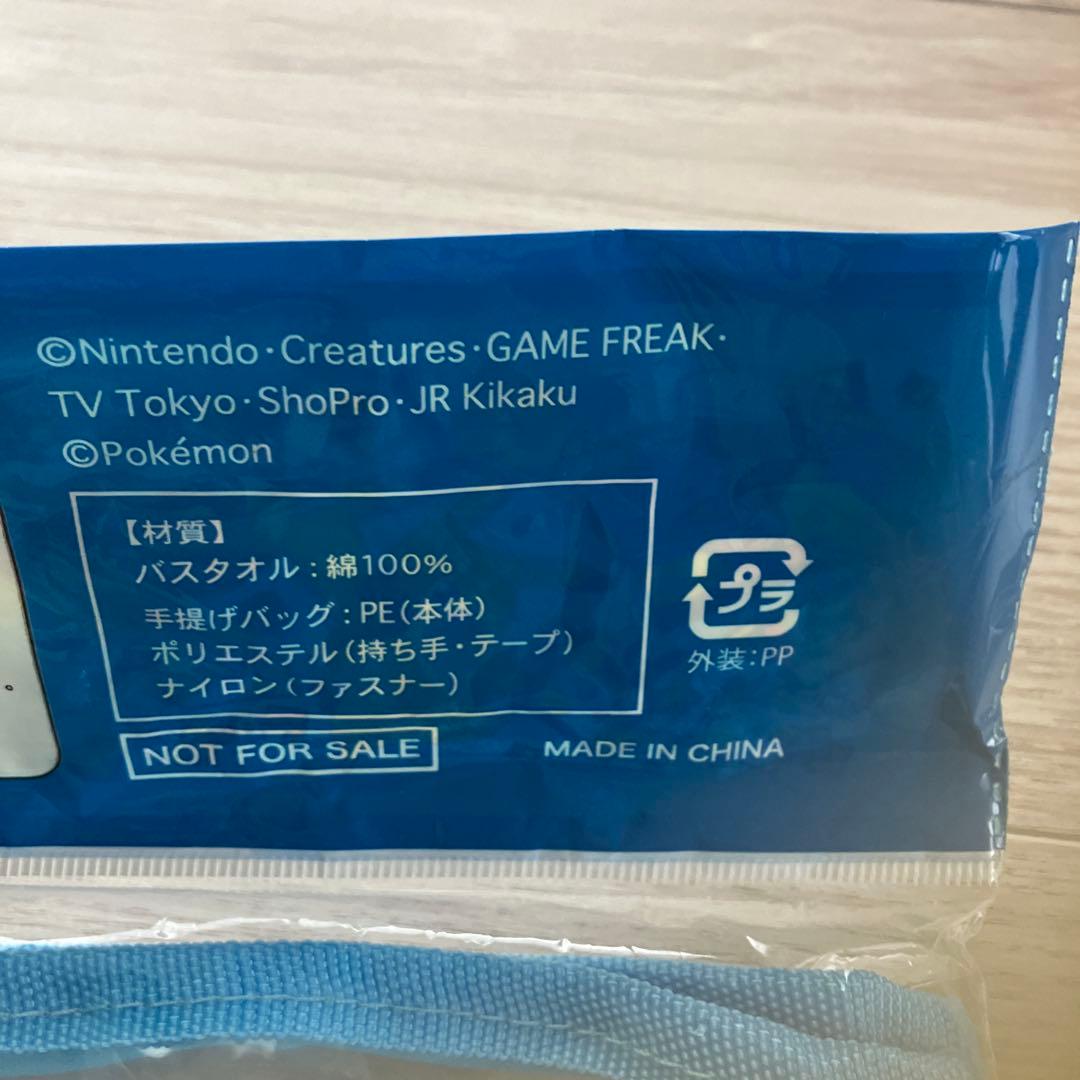 ©Nintendo·Creatures·GAME FREAK·
TV Tokyo·ShoPro·JR Kikaku
©Pokémon
【材質】
バスタオル：綿100%
手提げバッグ：PE（本体）
ポリエステル（持ち手・テープ）
ナイロン（ファスナー）
プラ
外装：PP
NOT FOR SALE
MADE IN CHINA
。